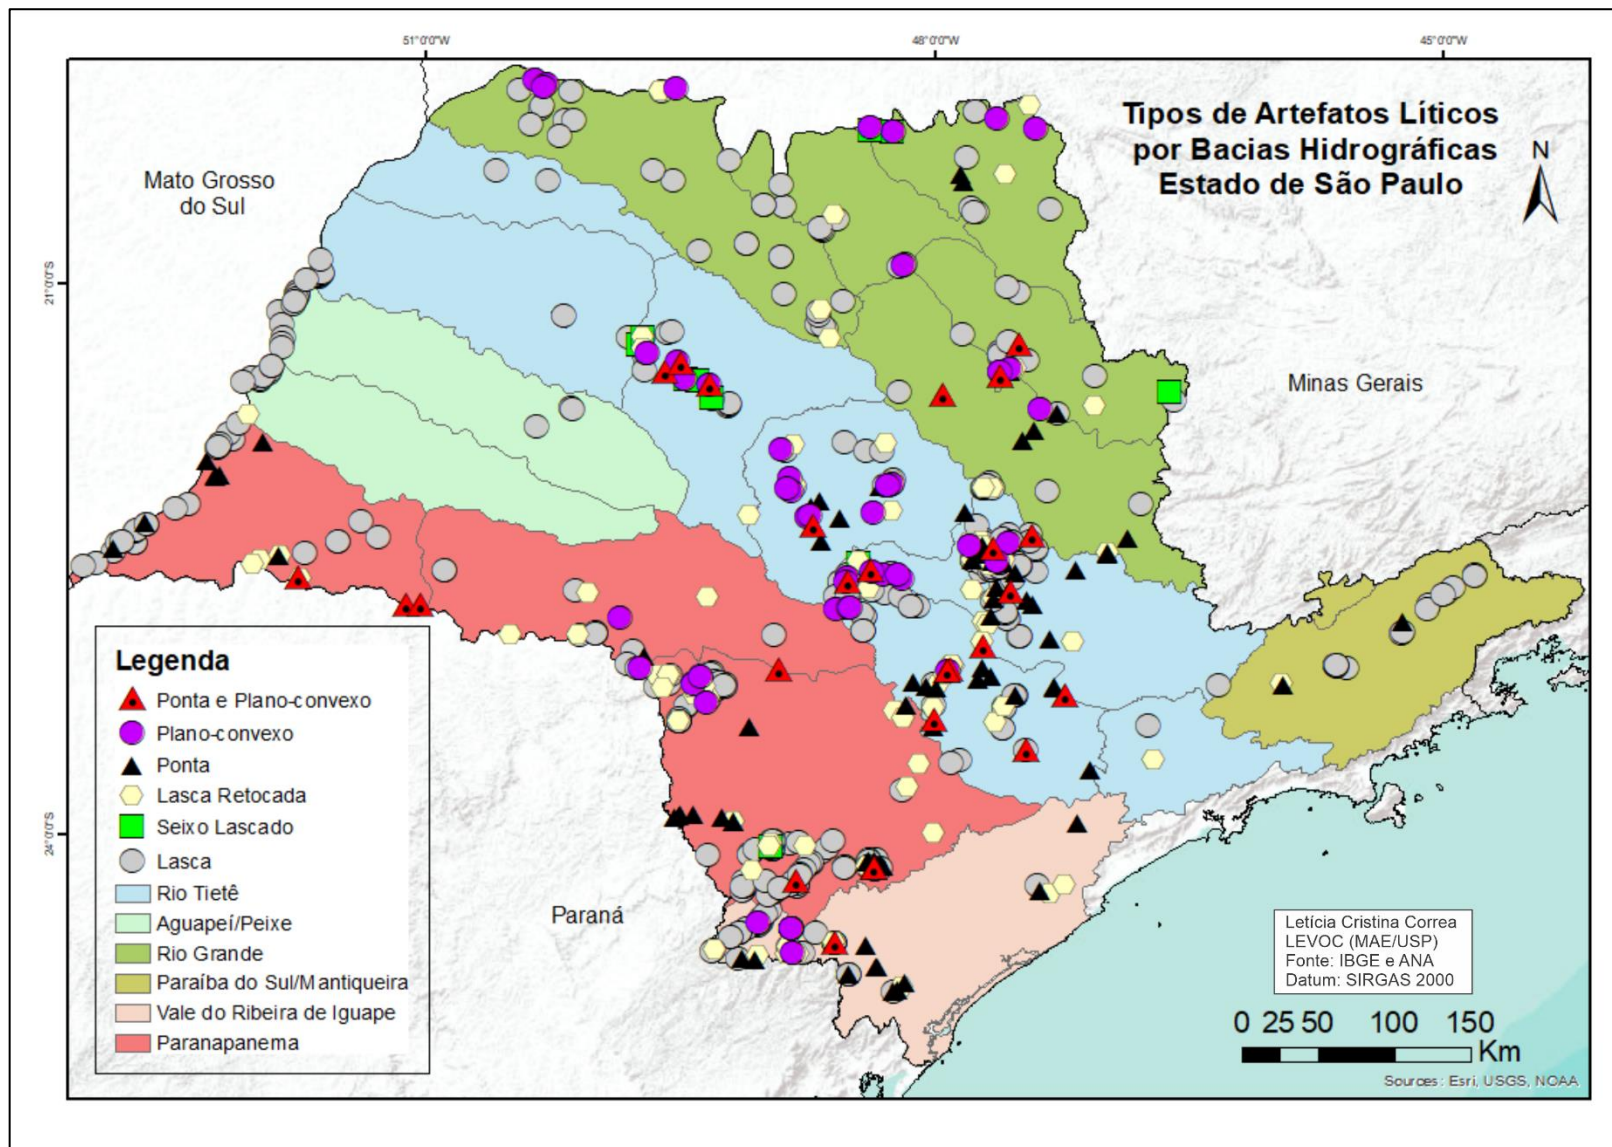 51°0'0"W
48°0'0"W
45°0'0"W
Tipos de Artefatos Líticos
por Bacias Hidrográficas
Estado de São Paulo
N
Mato Grosso
do Sul
21°0'0"S
Minas Gerais
24°0'0"S
Paraná
Legenda
Ponta e Plano-convexo
Plano-convexo
Ponta
Lasca Retocada
Seixo Lascado
Lasca
Rio Tietê
Aguapeí/Peixe
Rio Grande
Paraíba do Sul/Mantiqueira
Vale do Ribeira de Iguape
Paranapanema
Letícia Cristina Correa
LEVOC (MAE/USP)
Fonte: IBGE e ANA
Datum: SIRGAS 2000
0 25 50 100 150
Km
Sources: Esri, USGS, NOAA